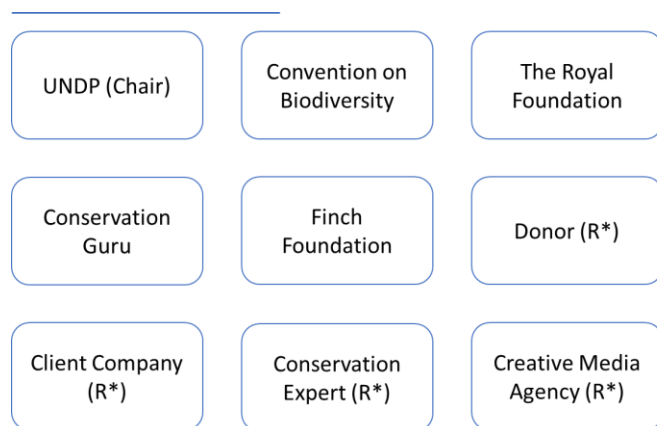 UNDP (Chair)
Convention on
Biodiversity
The Royal
Foundation
Conservation
Guru
Finch
Foundation
Donor (R*)
Client Company
(R*)
Conservation
Expert (R*)
Creative Media
Agency (R*)